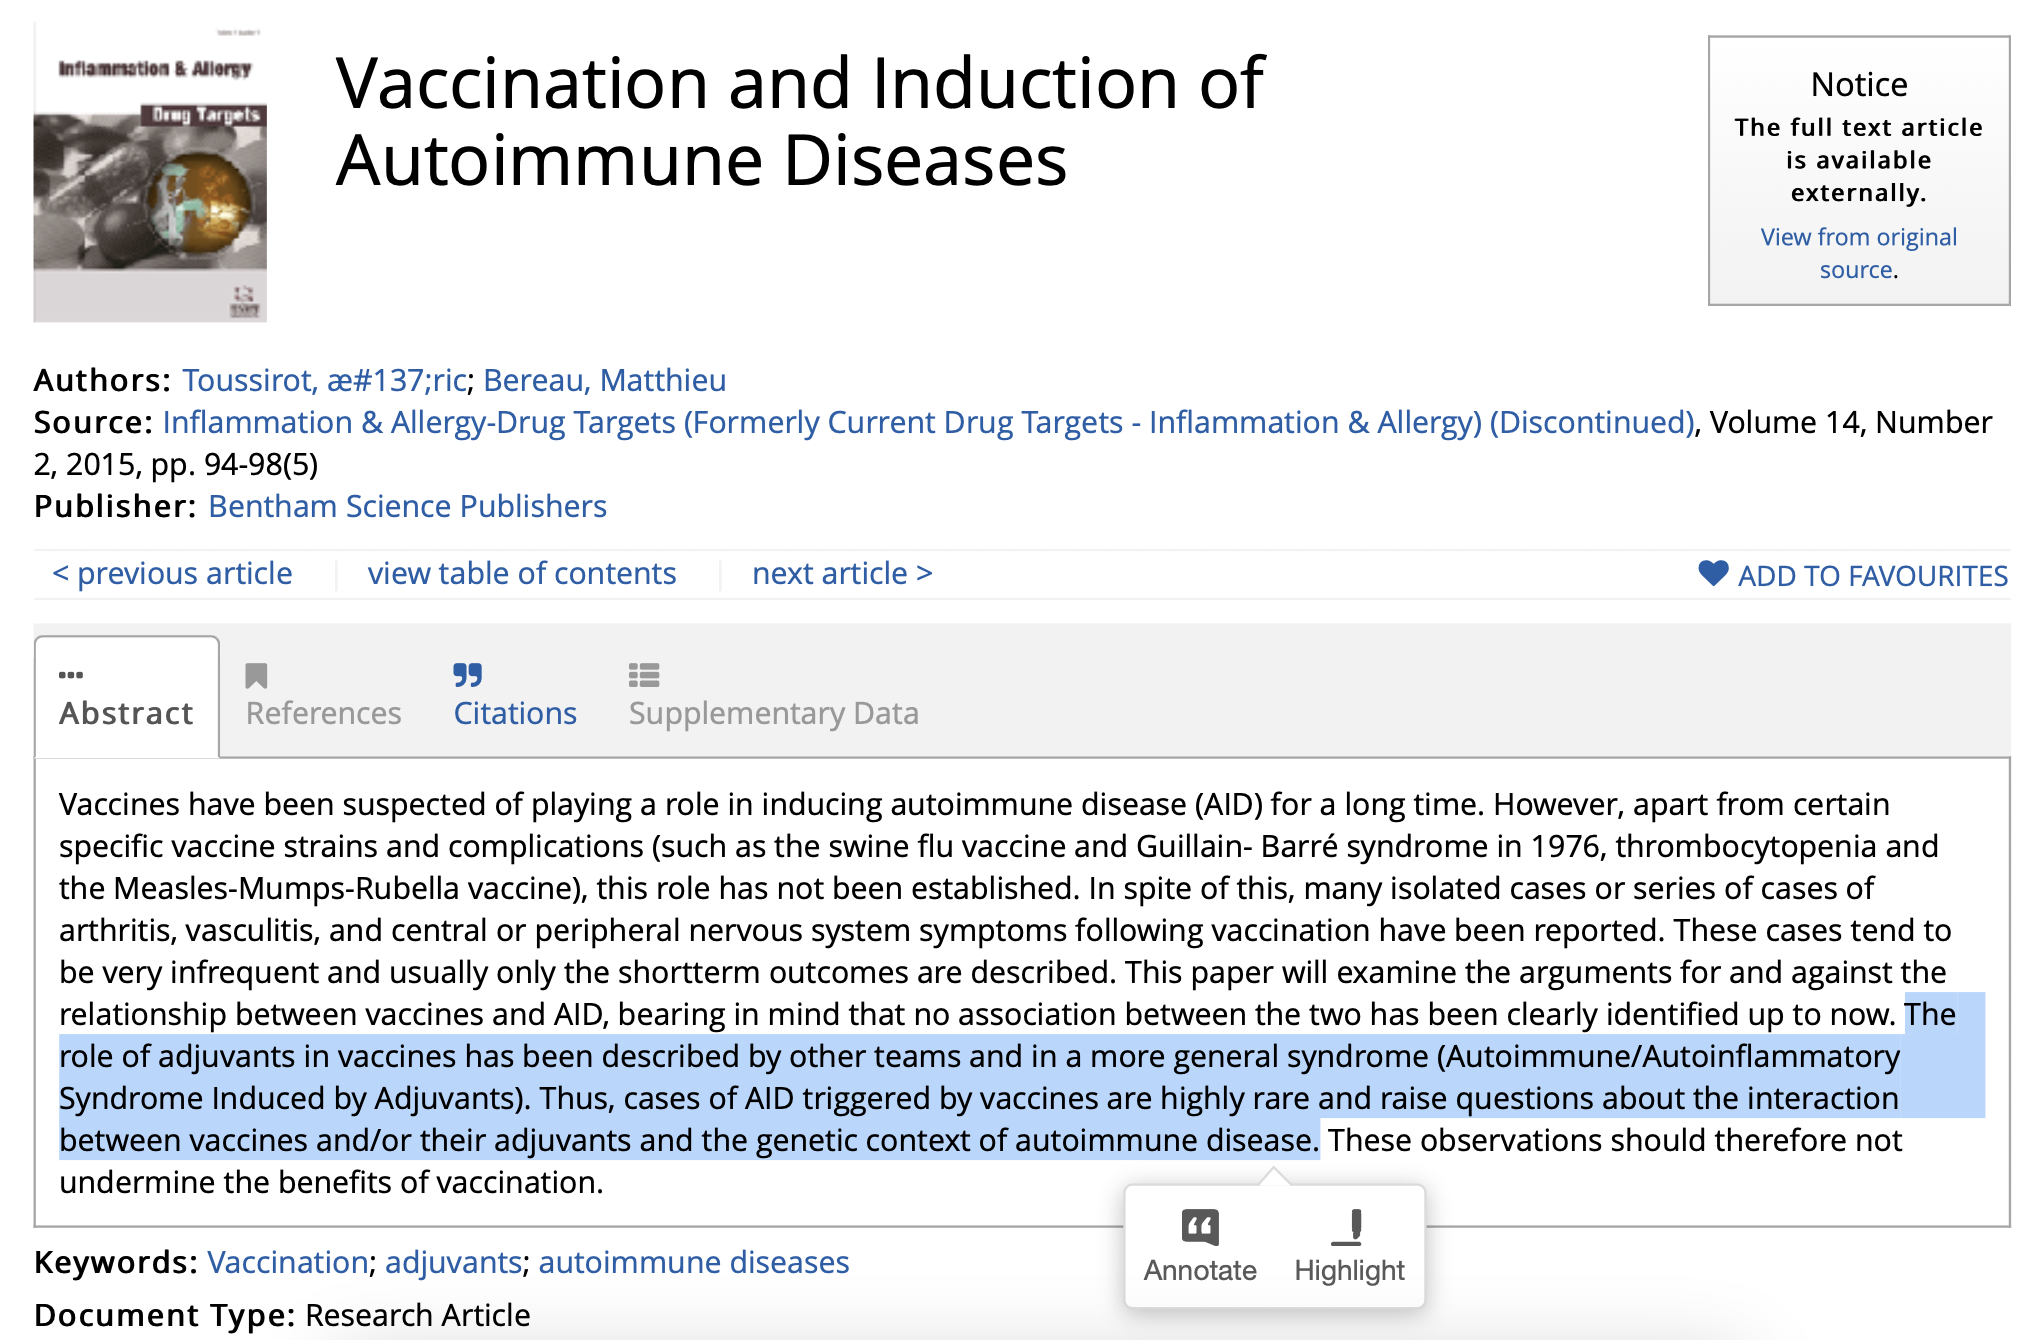 Inflammation & Allergy
Drug Targets
Vaccination and Induction of
Autoimmune Diseases
Notice
The full text article
is available
externally.
View from original
source.
Authors: Toussirot, æ#137;ric; Bereau, Matthieu
Source: Inflammation & Allergy-Drug Targets (Formerly Current Drug Targets - Inflammation & Allergy) (Discontinued), Volume 14, Number
2, 2015, pp. 94-98(5)
Publisher: Bentham Science Publishers
< previous article
view table of contents
next article >
ADD TO FAVOURITES
Abstract
References
Citations
Supplementary Data
Vaccines have been suspected of playing a role in inducing autoimmune disease (AID) for a long time. However, apart from certain
specific vaccine strains and complications (such as the swine flu vaccine and Guillain- Barré syndrome in 1976, thrombocytopenia and
the Measles-Mumps-Rubella vaccine), this role has not been established. In spite of this, many isolated cases or series of cases of
arthritis, vasculitis, and central or peripheral nervous system symptoms following vaccination have been reported. These cases tend to
be very infrequent and usually only the shortterm outcomes are described. This paper will examine the arguments for and against the
relationship between vaccines and AID, bearing in mind that no association between the two has been clearly identified up to now. The
role of adjuvants in vaccines has been described by other teams and in a more general syndrome (Autoimmune/Autoinflammatory
Syndrome Induced by Adjuvants). Thus, cases of AID triggered by vaccines are highly rare and raise questions about the interaction
between vaccines and/or their adjuvants and the genetic context of autoimmune disease. These observations should therefore not
undermine the benefits of vaccination.
Annotate
Highlight
Keywords: Vaccination; adjuvants; autoimmune diseases
Document Type: Research Article